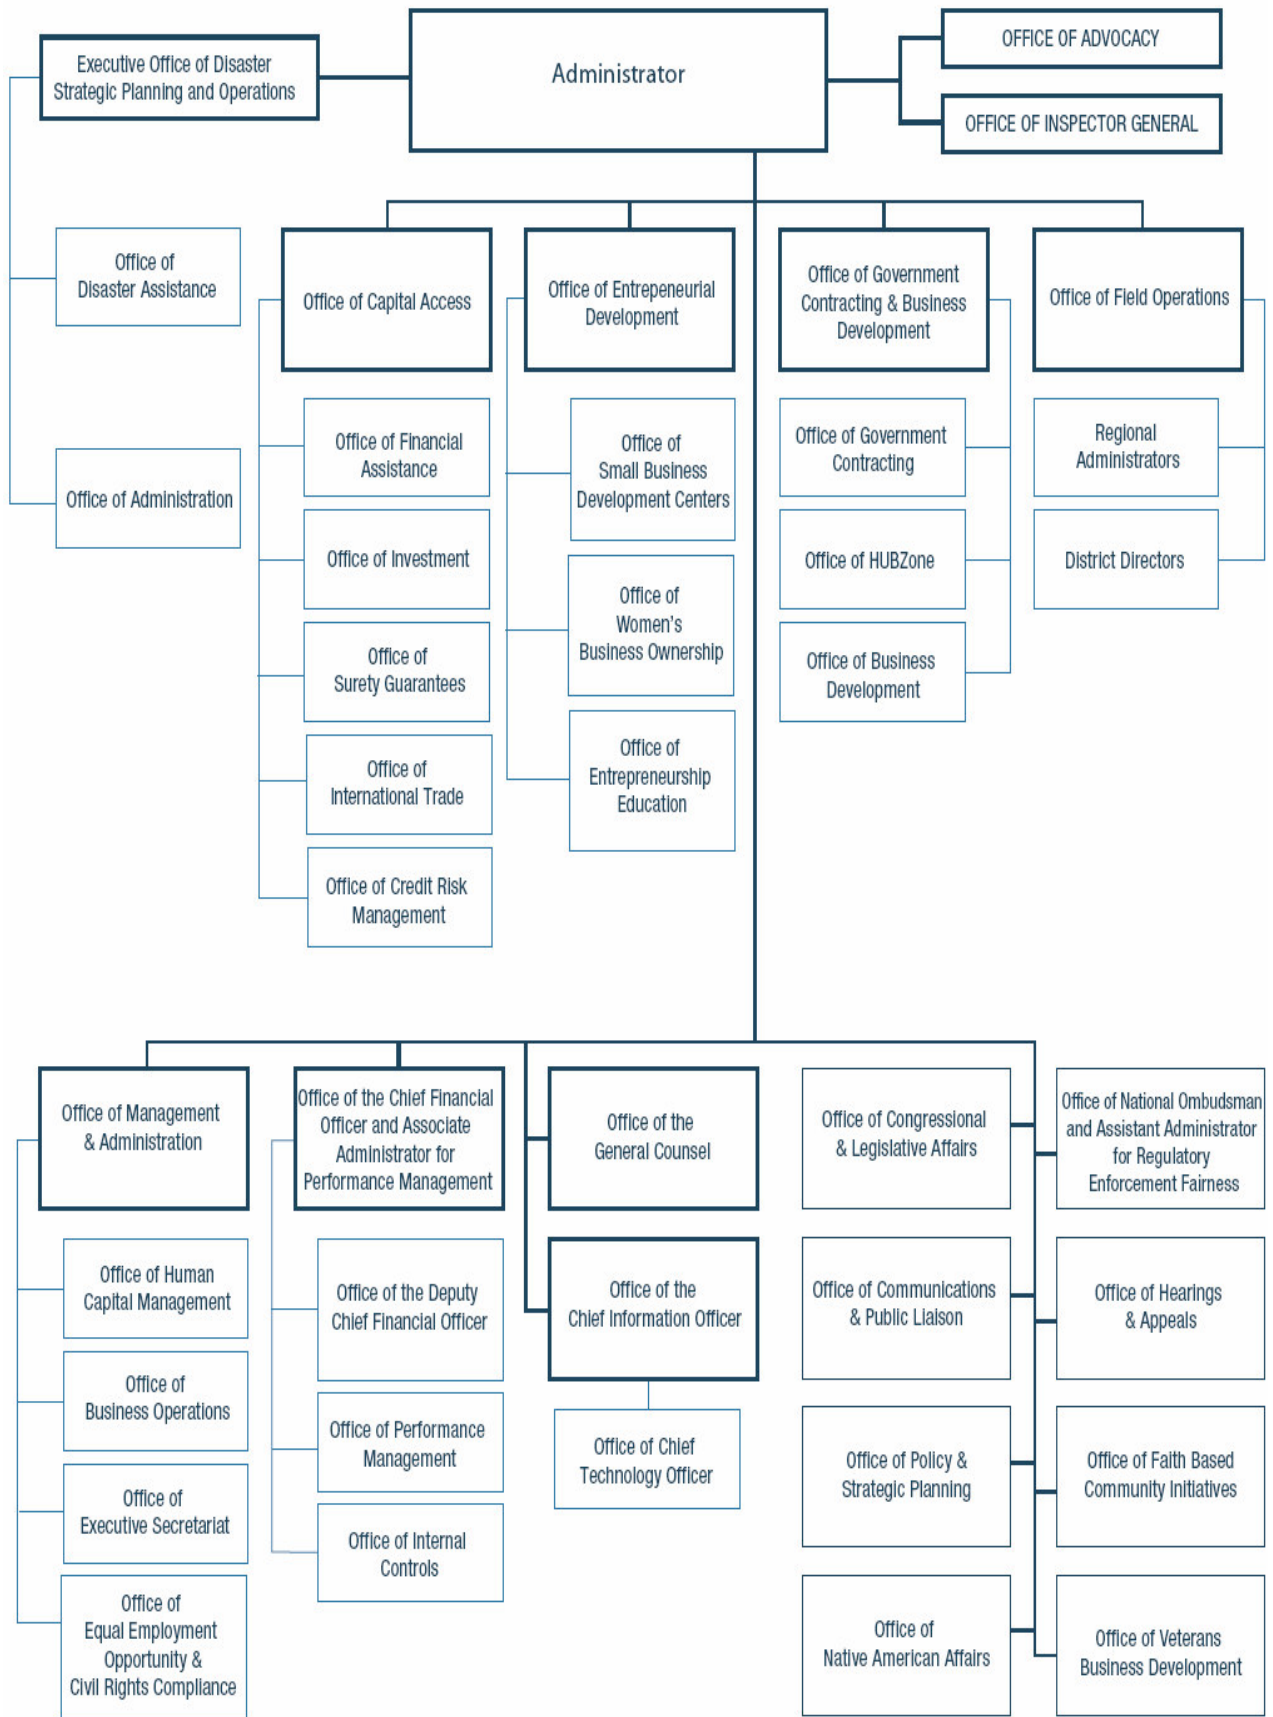 Executive Office of Disaster
Strategic Planning and Operations
Administrator
OFFICE OF ADVOCACY
OFFICE OF INSPECTOR GENERAL
Office of
Disaster Assistance
Office of Administration
Office of Capital Access
Office of Financial
Assistance
Office of Investment
Office of
Surety Guarantees
Office of
International Trade
Office of Credit Risk
Management
Office of Entrepeneurial
Development
Office of
Small Business
Development Centers
Office of
Women's
Business Ownership
Office of
Entrepreneurship
Education
Office of Government
Contracting & Business
Development
Office of Government
Contracting
Office of HUBZone
Office of Business
Development
Office of Field Operations
Regional
Administrators
District Directors
Office of Management
& Administration
Office of Human
Capital Management
Office of
Business Operations
Office of
Executive Secretariat
Office of
Equal Employment
Opportunity &
Civil Rights Compliance
Office of the Chief Financial
Officer and Associate
Administrator for
Performance Management
Office of the Deputy
Chief Financial Officer
Office of Performance
Management
Office of Internal
Controls
Office of the
General Counsel
Office of the
Chief Information Officer
Office of Chief
Technology Officer
Office of Congressional
& Legislative Affairs
Office of Communications
& Public Liaison
Office of Policy &
Strategic Planning
Office of
Native American Affairs
Office of National Ombudsman
and Assistant Administrator
for Regulatory
Enforcement Fairness
Office of Hearings
& Appeals
Office of Faith Based
Community Initiatives
Office of Veterans
Business Development